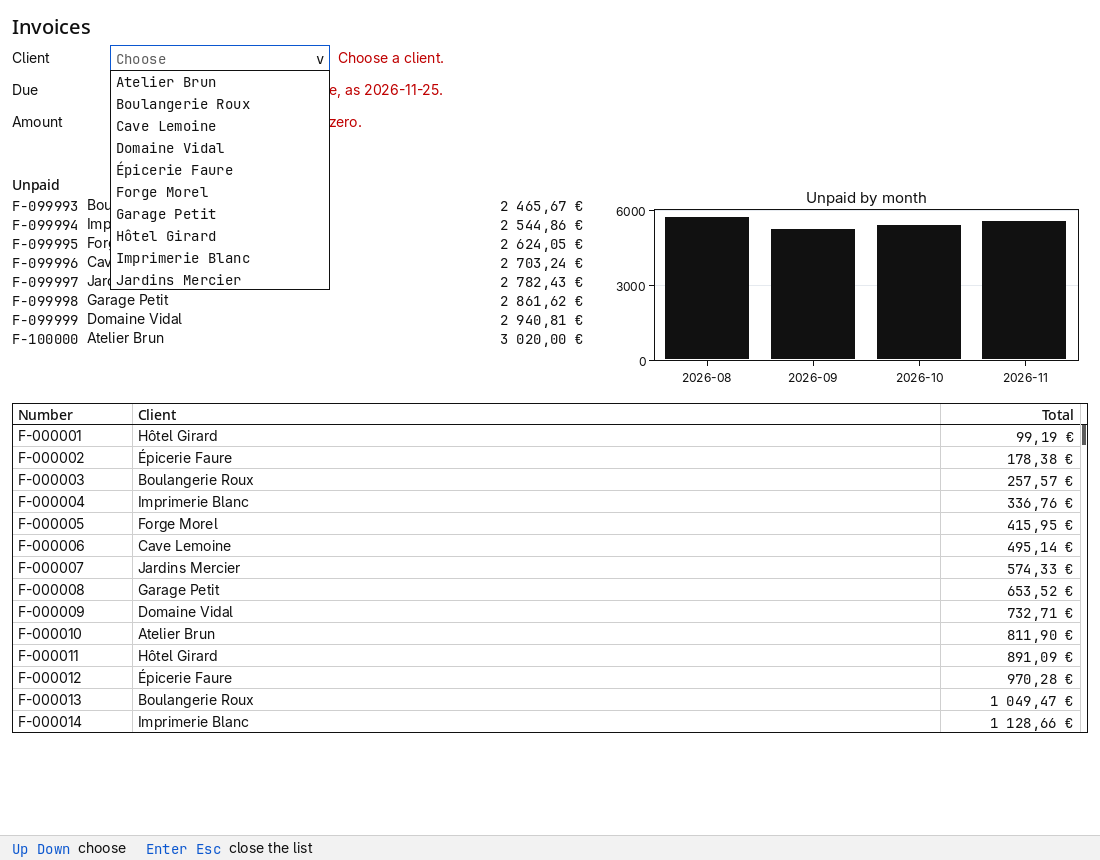 Invoices
Client Choose v Choose a client.
Atelier Brun
Due e, as 2026-11-25.
Boulangerie Roux
Amount zero.
Cave Lemoine
Domaine Vidal
Épicerie Faure
Forge Morel
Garage Petit
Hôtel Girard
Imprimerie Blanc
Jardins Mercier
Unpaid
F-099993 Bou 2 465,67 €
F-099994 Imp 2 544,86 €
F-099995 Forg 2 624,05 €
F-099996 Cav 2 703,24 €
F-099997 Jard 2 782,43 €
F-099998 Garage Petit 2 861,62 €
F-099999 Domaine Vidal 2 940,81 €
F-100000 Atelier Brun 3 020,00 €
Unpaid by month
6000
3000
0
2026-08 2026-09 2026-10 2026-11
Number Client Total
F-000001 Hôtel Girard 99,19 €
F-000002 Épicerie Faure 178,38 €
F-000003 Boulangerie Roux 257,57 €
F-000004 Imprimerie Blanc 336,76 €
F-000005 Forge Morel 415,95 €
F-000006 Cave Lemoine 495,14 €
F-000007 Jardins Mercier 574,33 €
F-000008 Garage Petit 653,52 €
F-000009 Domaine Vidal 732,71 €
F-000010 Atelier Brun 811,90 €
F-000011 Hôtel Girard 891,09 €
F-000012 Épicerie Faure 970,28 €
F-000013 Boulangerie Roux 1 049,47 €
F-000014 Imprimerie Blanc 1 128,66 €
Up Down choose Enter Esc close the list